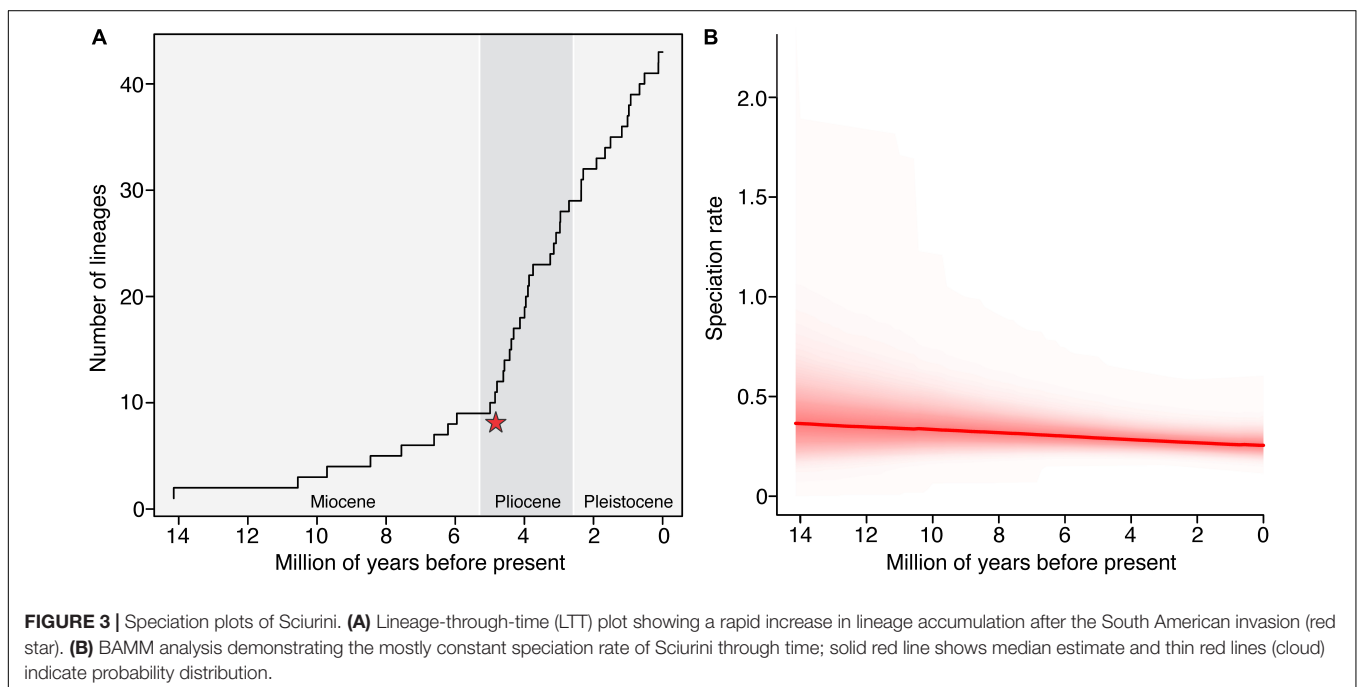 A
B
40
30
20
10
0
Number of lineages
Miocene
Pliocene
Pleistocene
14 12 10 8 6 4 2 0
Million of years before present
2.0
1.5
1.0
0.5
0
Speciation rate
14 12 10 8 6 4 2 0
Million of years before present
FIGURE 3 | Speciation plots of Sciurini. (A) Lineage-through-time (LTT) plot showing a rapid increase in lineage accumulation after the South American invasion (red
star). (B) BAMM analysis demonstrating the mostly constant speciation rate of Sciurini through time; solid red line shows median estimate and thin red lines (cloud)
indicate probability distribution.